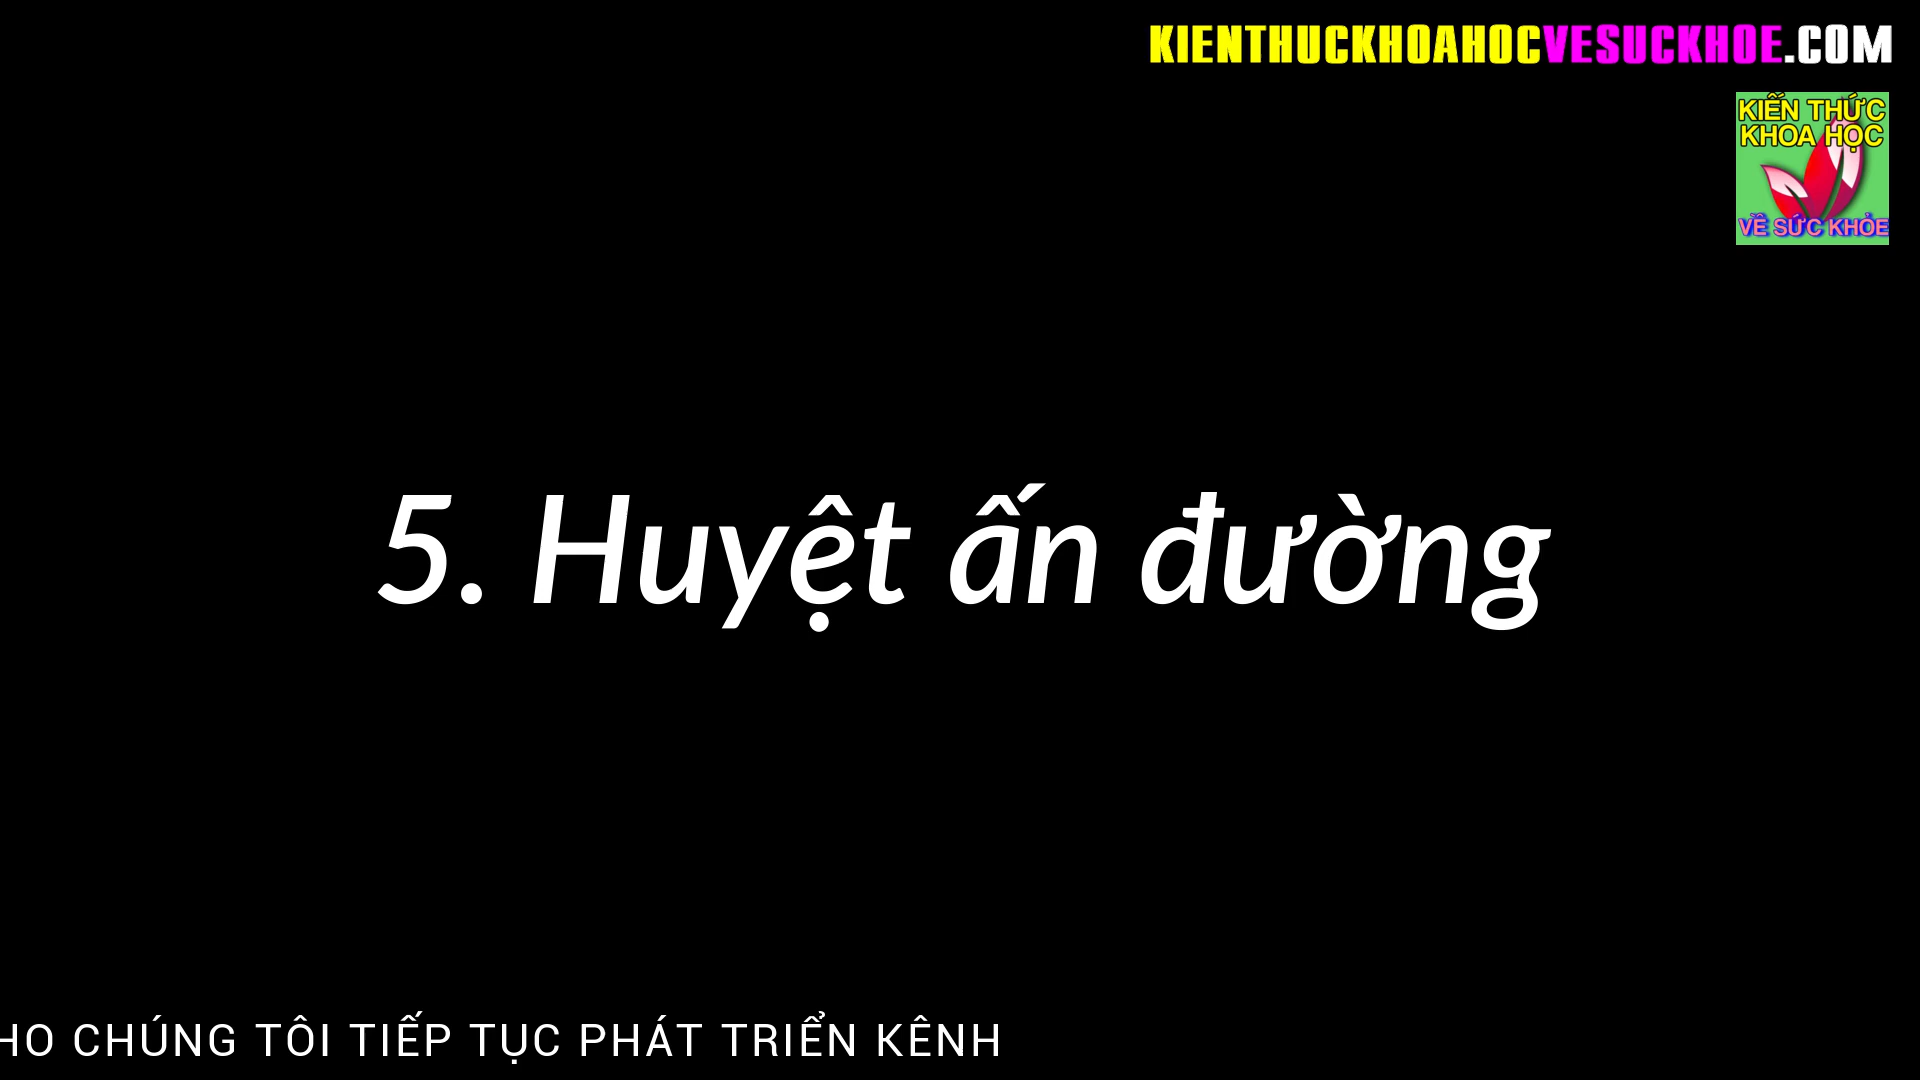 KIENTHUCKHOAHOCVESUCKHOE.COM
KIẾN THỨC
KHOA HỌC
VỀ SỨC KHỎE
5. Huyệt ấn đường
HO CHÚNG TÔI TIẾP TỤC PHÁT TRIỂN KÊNH